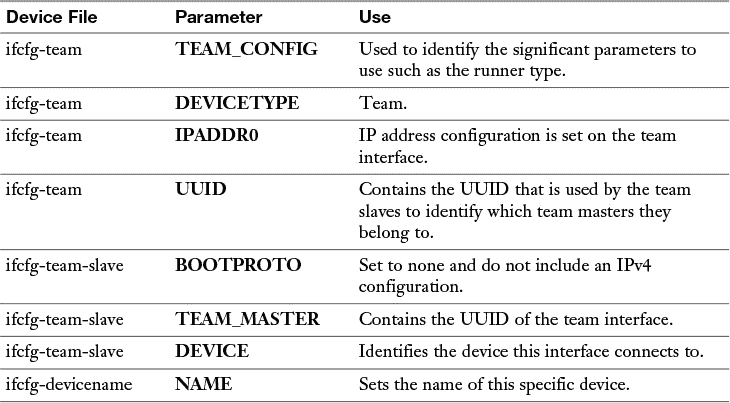 Device File Parameter Use
ifcfg-team TEAM_CONFIG Used to identify the significant parameters to
use such as the runner type.
ifcfg-team DEVICETYPE Team.
ifcfg-team IPADDR0 IP address configuration is set on the team
interface.
ifcfg-team UUID Contains the UUID that is used by the team
slaves to identify which team masters they
belong to.
ifcfg-team-slave BOOTPROTO Set to none and do not include an IPv4
configuration.
ifcfg-team-slave TEAM_MASTER Contains the UUID of the team interface.
ifcfg-team-slave DEVICE Identifies the device this interface connects to.
ifcfg-devicename NAME Sets the name of this specific device.